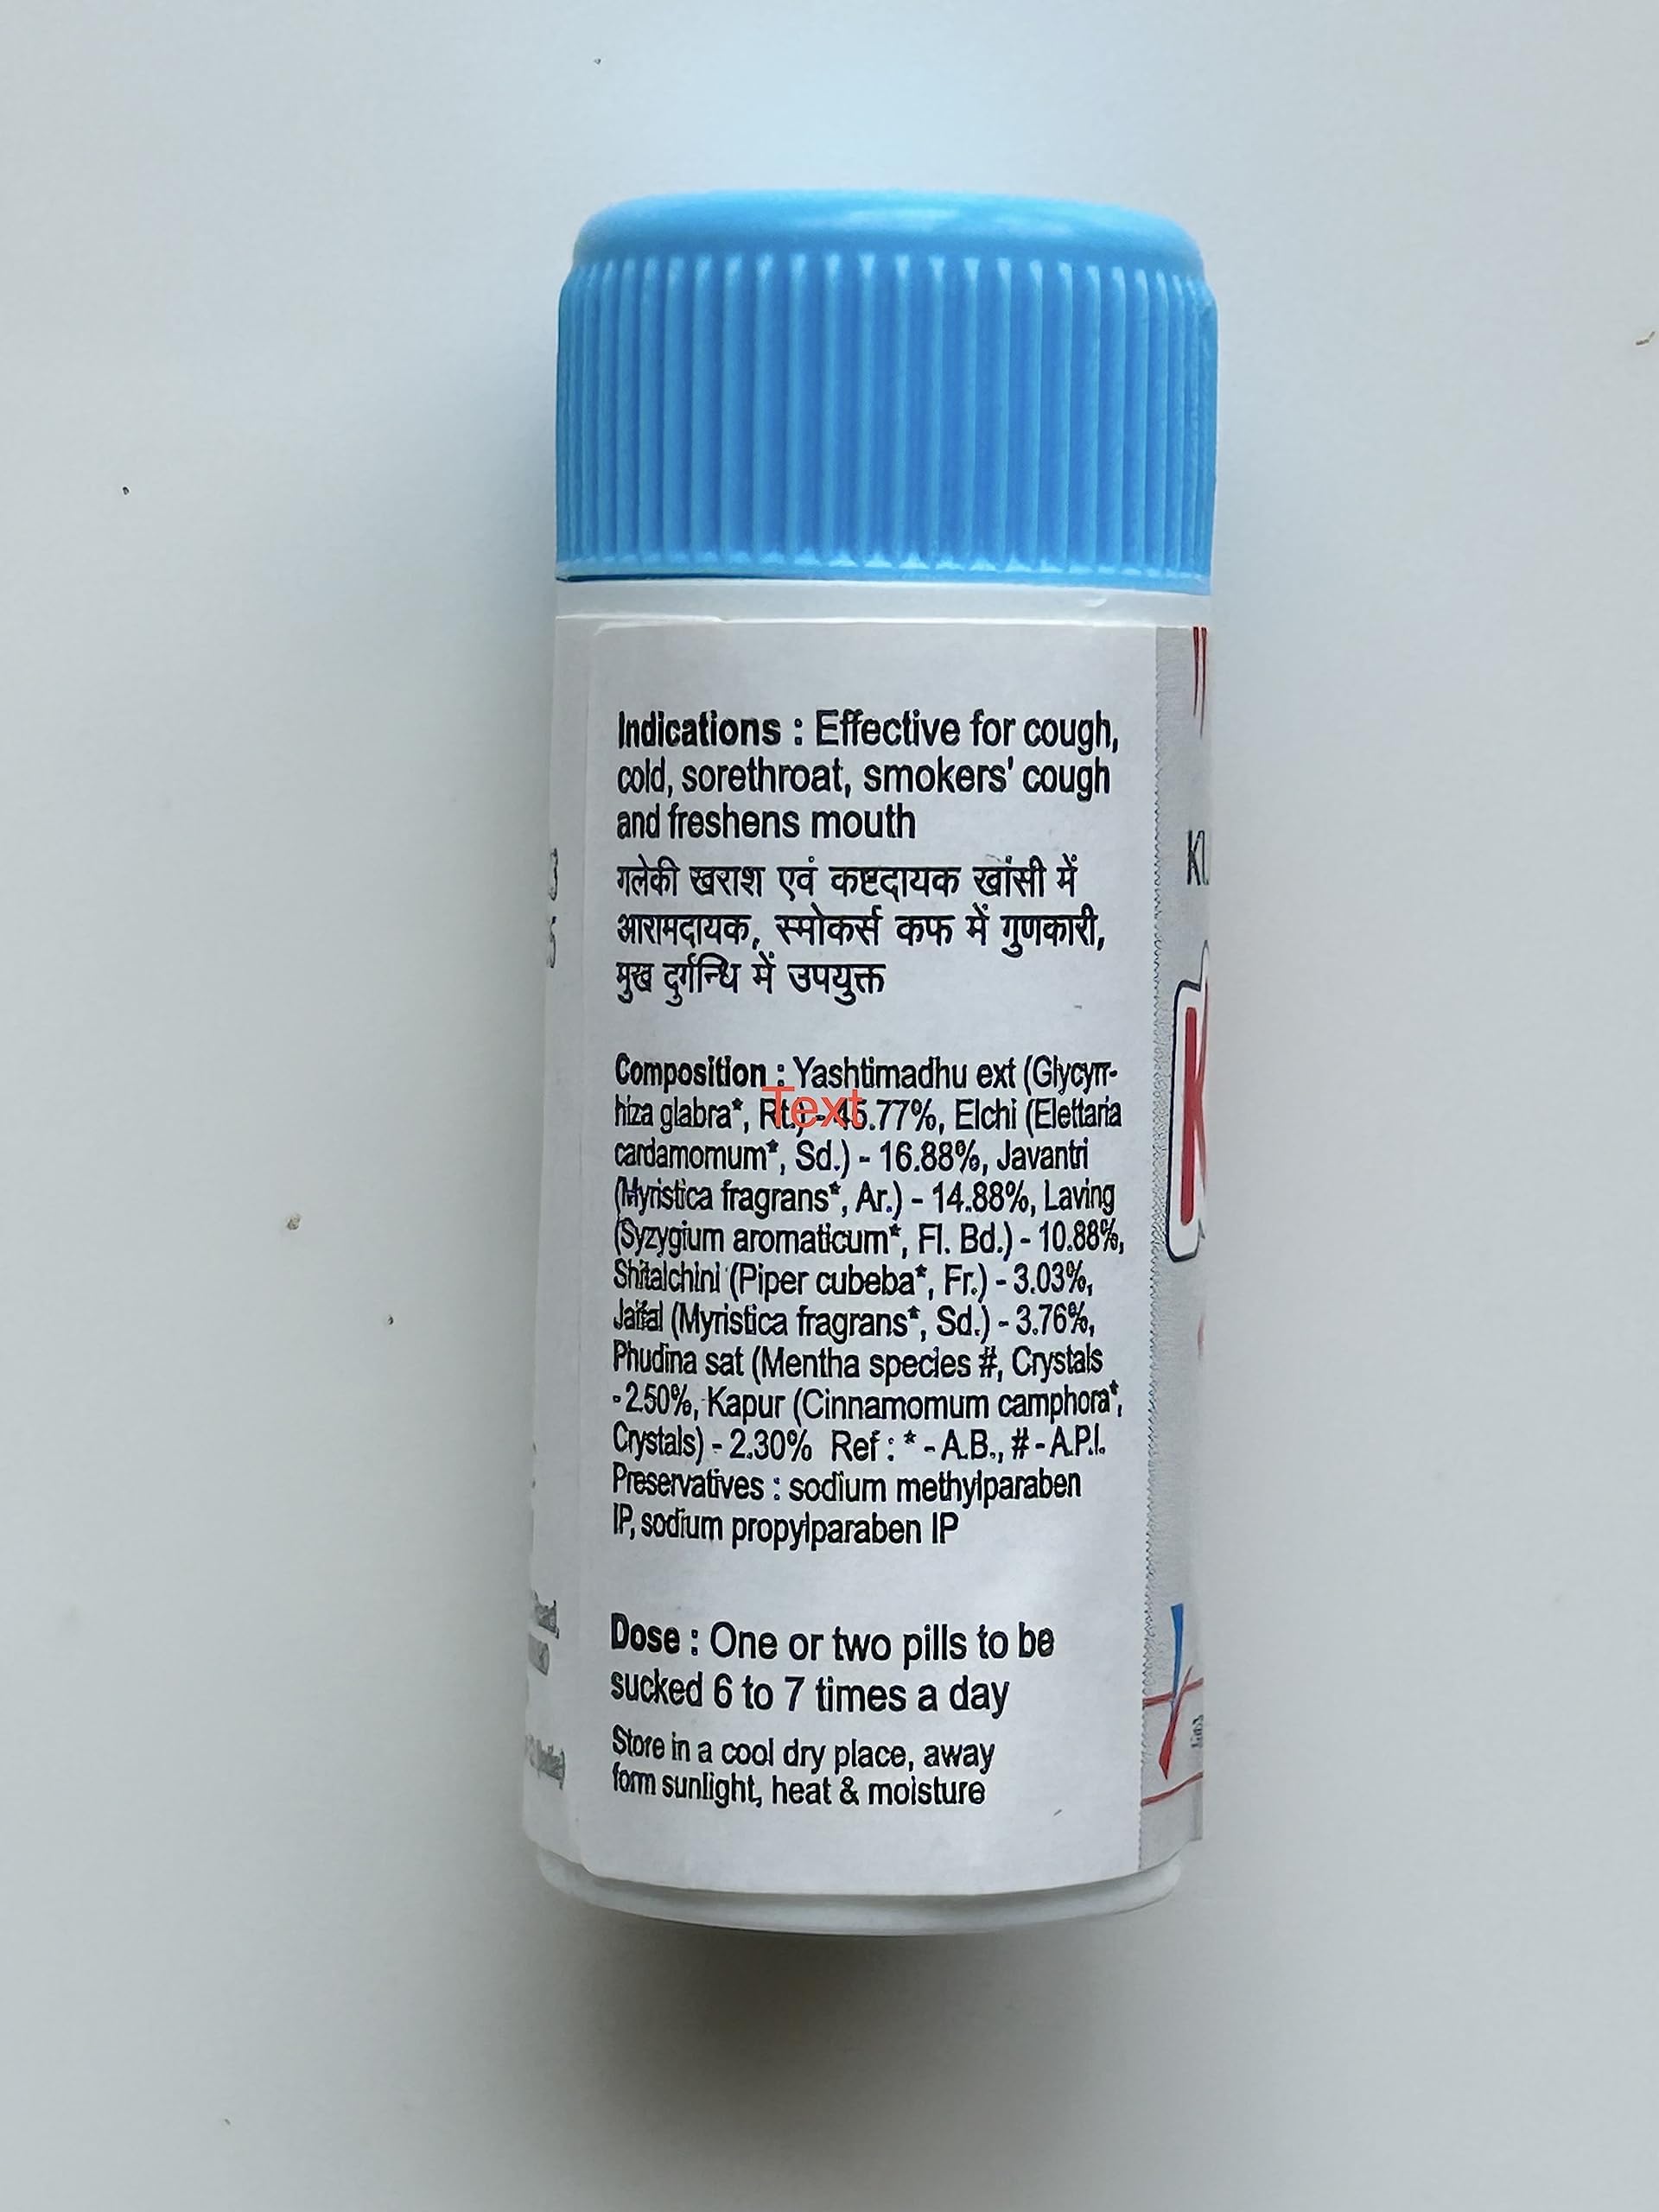 Indications : Effective for cough,
cold, sorethroat, smokers' cough
and freshens mouth
गलेकी खराश एवं कष्टदायक खांसी में
आरामदायक, स्मोकर्स कफ में गुणकारी,
मुख दुर्गन्धि में उपयुक्त
Composition : Yashtimadhu ext (Glycyrr-
hiza glabra*, Rt.) - 45.77%, Elchi (Elettaria
Text
cardamomum*, Sd.) - 16.88%, Javantri
(Myristica fragrans*, Ar.) - 14.88%, Laving
(Syzygium aromaticum*, Fl. Bd.) - 10.88%,
Shitalchini (Piper cubeba*, Fr.) - 3.03%,
Jaifal (Myristica fragrans*, Sd.) - 3.76%,
Phudina sat (Mentha species #, Crystals
- 2.50%, Kapur (Cinnamomum camphora*,
Crystals) - 2.30% Ref : * - A.B., # - A.P.I.
Preservatives : sodium methylparaben
IP, sodium propylparaben IP
Dose : One or two pills to be
sucked 6 to 7 times a day
Store in a cool dry place, away
form sunlight, heat & moisture